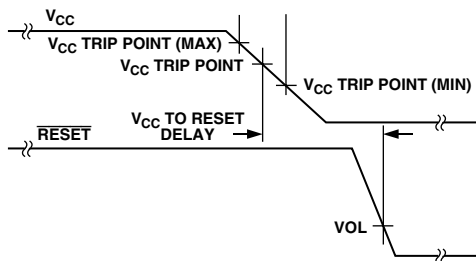 VCC
VCC TRIP POINT (MAX)
VCC TRIP POINT
VCC TRIP POINT (MIN)
VCC TO RESET
DELAY
RESET
VOL